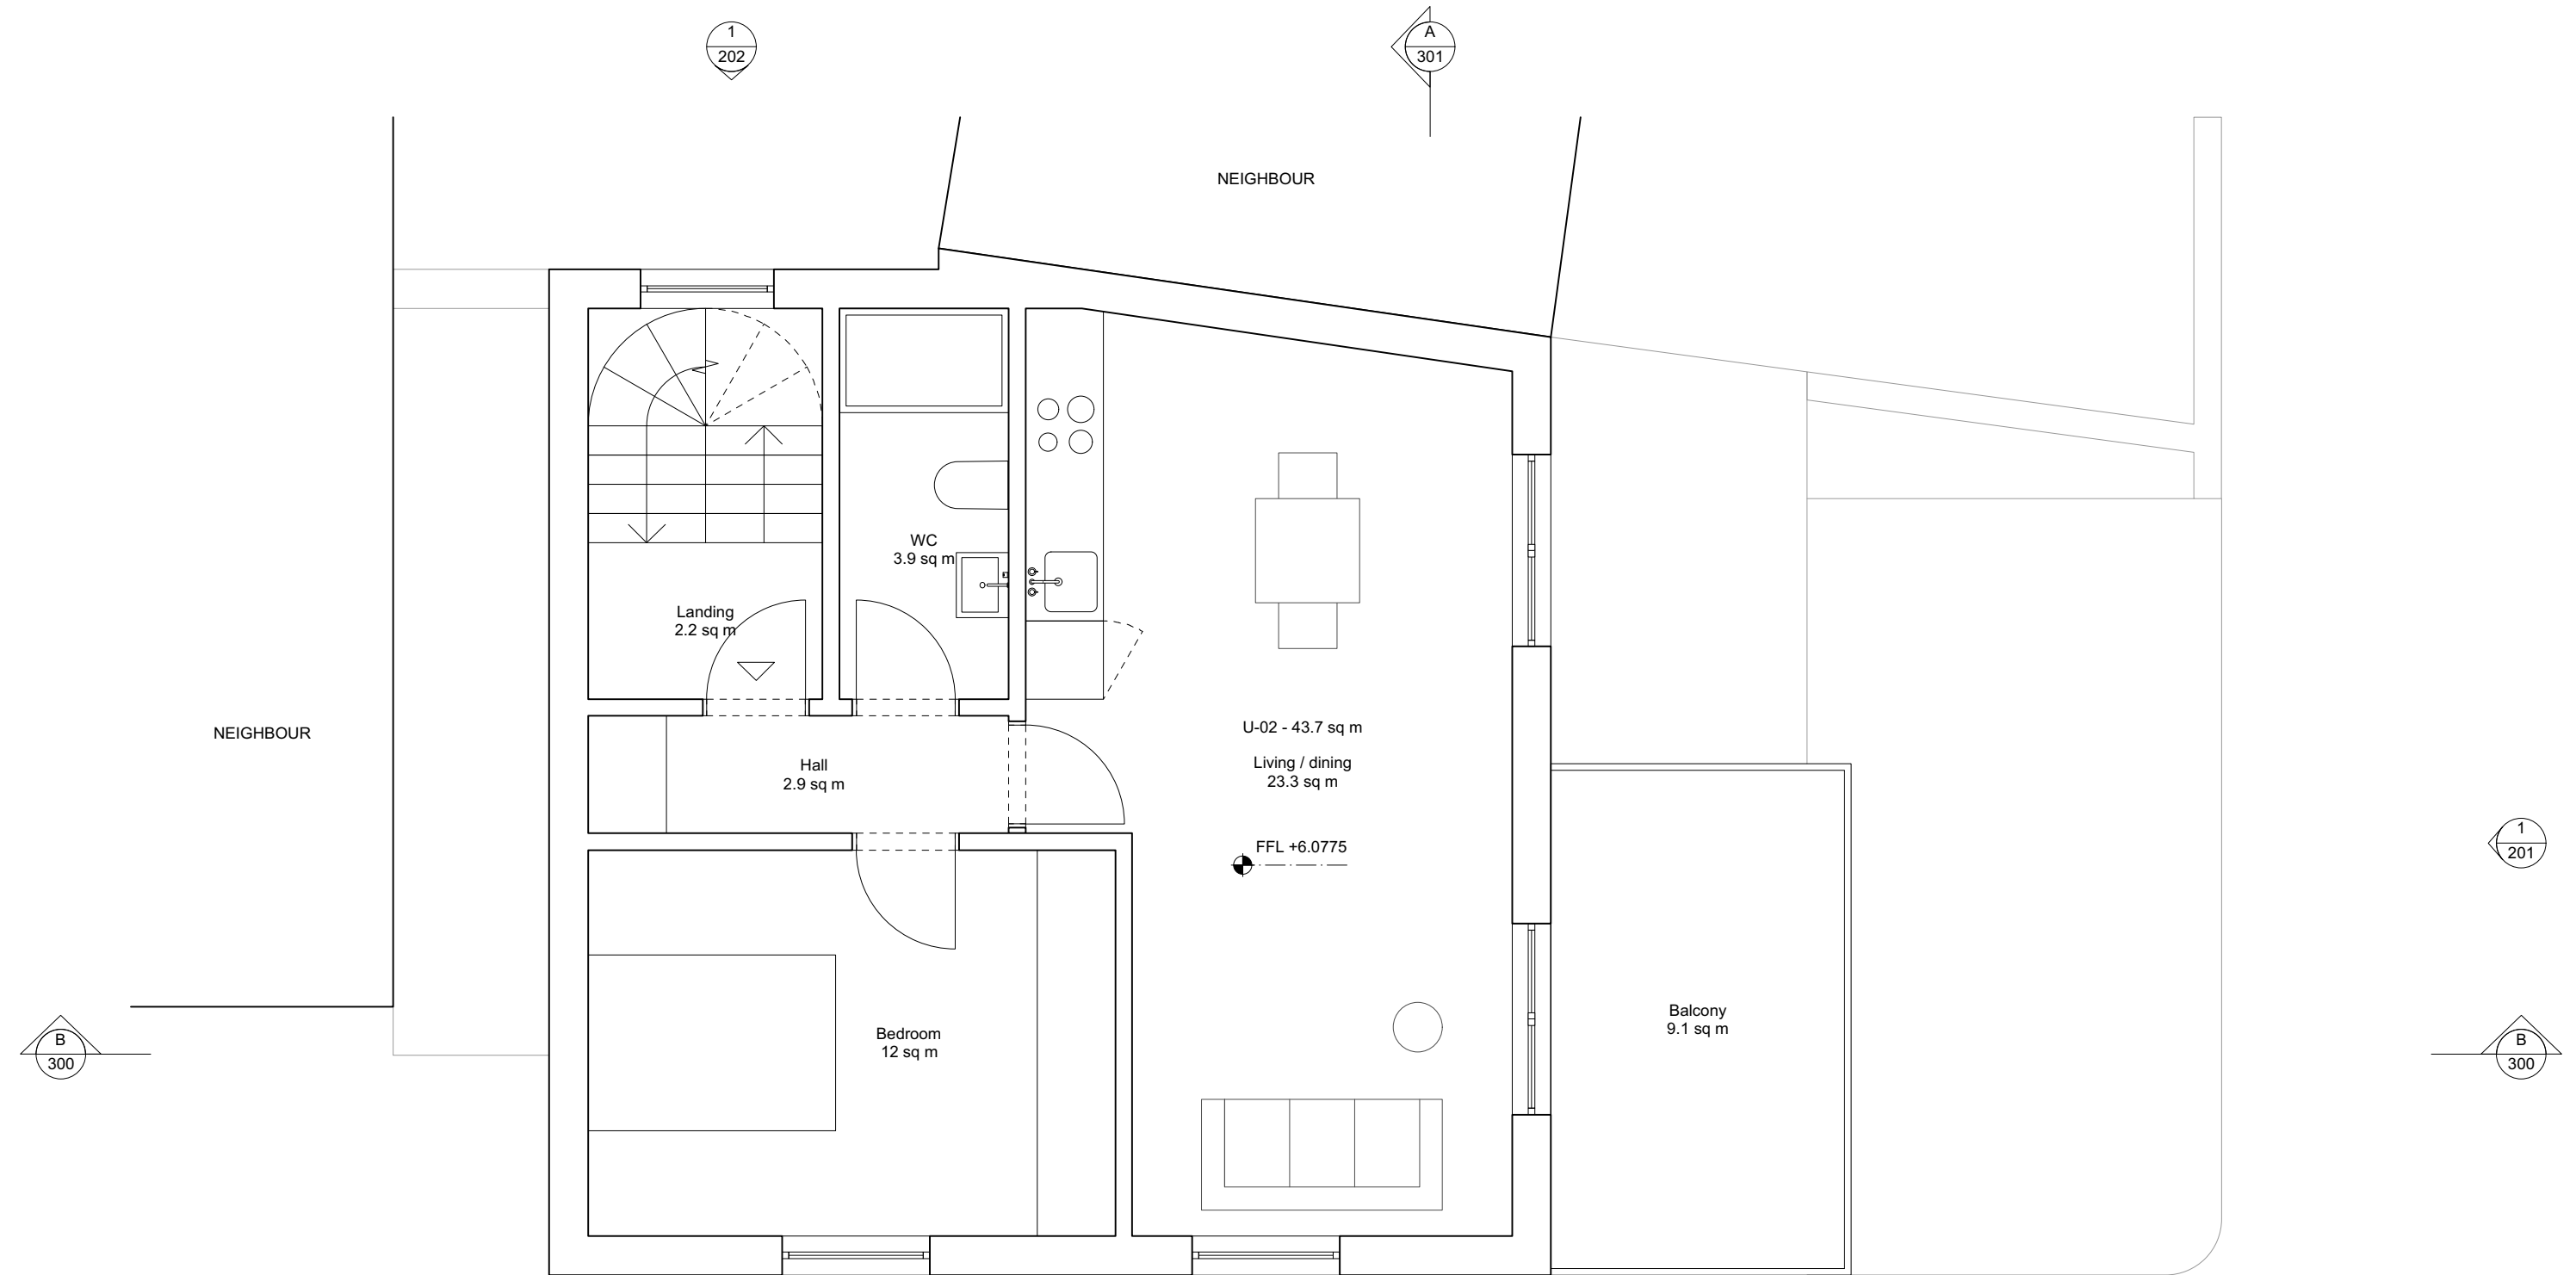 1
202
A
301
NEIGHBOUR
WC
3.9 sq m
Landing
2.2 sq m
NEIGHBOUR
U-02 - 43.7 sq m
Hall
2.9 sq m
Living / dining
23.3 sq m
FFL +6.0775
1
201
Balcony
9.1 sq m
Bedroom
12 sq m
B
300
B
300